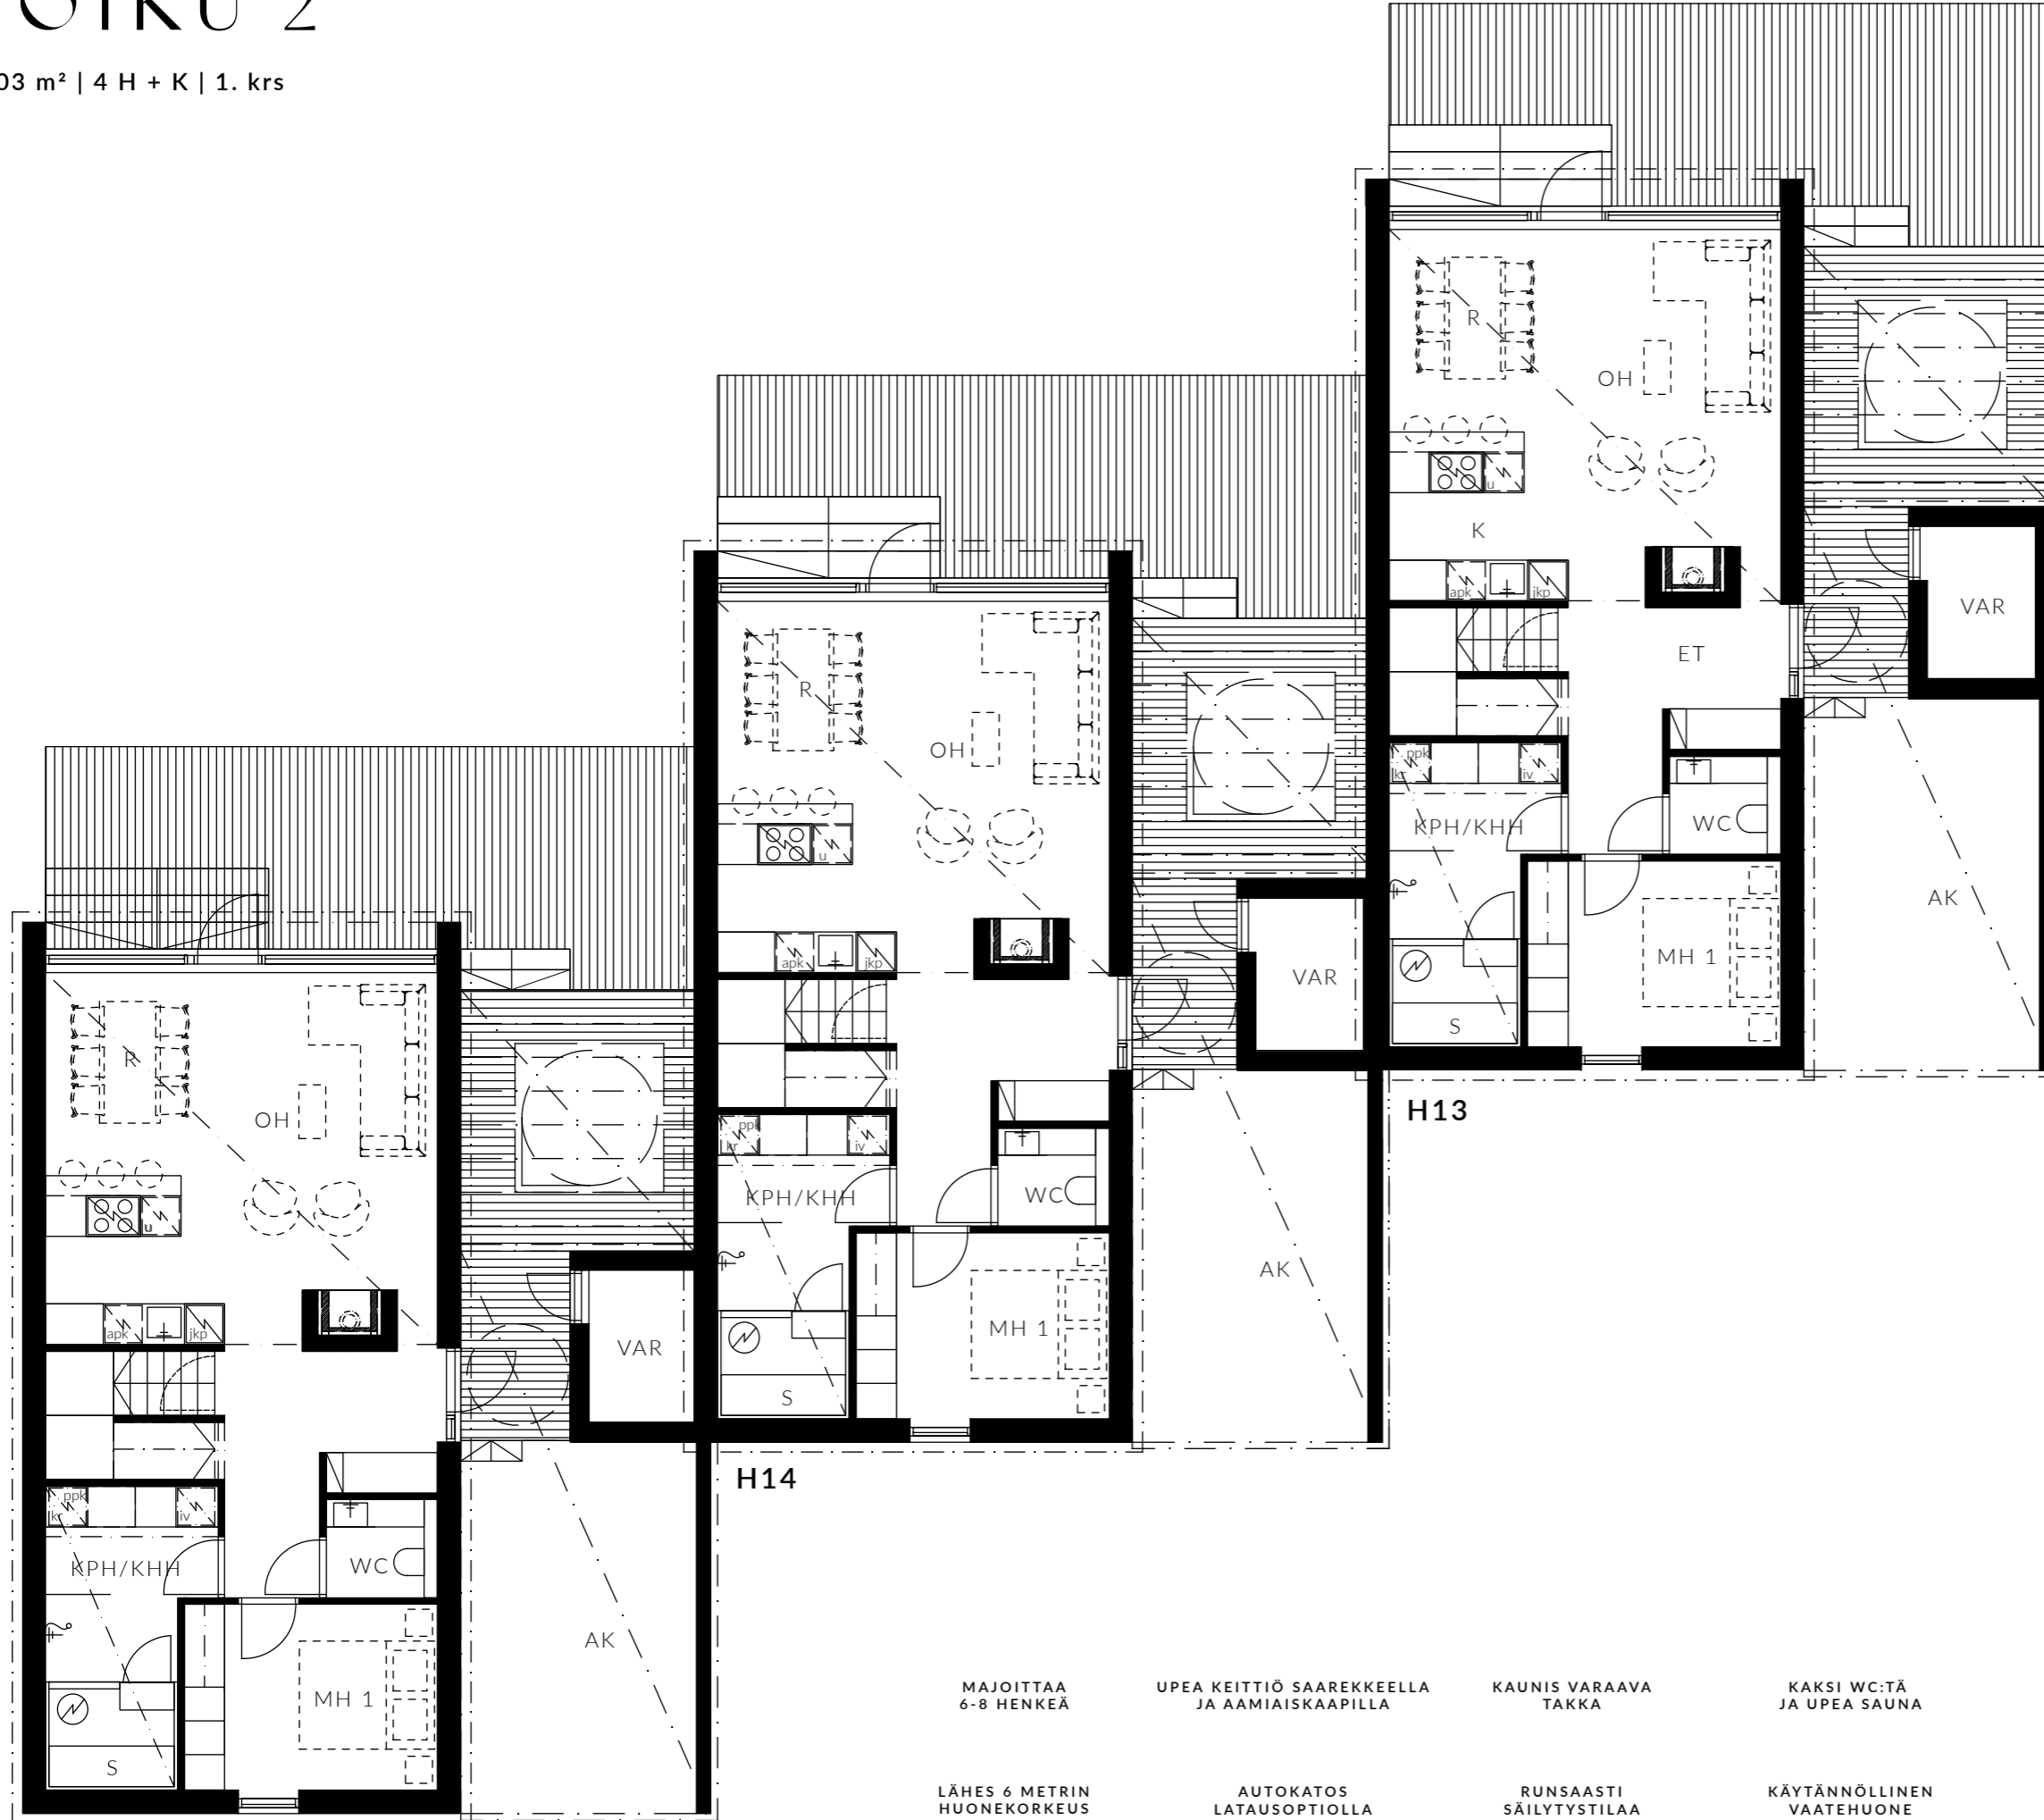 OIKU 2
03 m² | 4 H + K | 1. krs
R
OH
u
K
apk
jkp
ET
VAR
ppk
kr
iv
KPH/KHH
WC
MH 1
S
AK
H13
R
OH
u
apk
jkp
VAR
ppk
kr
iv
KPH/KHH
WC
MH 1
S
AK
H14
R
OH
u
apk
jkp
VAR
ppk
kr
iv
KPH/KHH
WC
MH 1
S
AK
MAJOITTAA
6-8 HENKEÄ
UPEA KEITTIÖ SAAREKKEELLA
JA AAMIAISKAAPILLA
KAUNIS VARAAVA
TAKKA
KAKSI WC:TÄ
JA UPEA SAUNA
LÄHES 6 METRIN
HUONEKORKEUS
AUTOKATOS
LATAUSOPTIOLLA
RUNSAASTI
SÄILYTYSTILAA
KÄYTÄNNÖLLINEN
VAATEHUONE